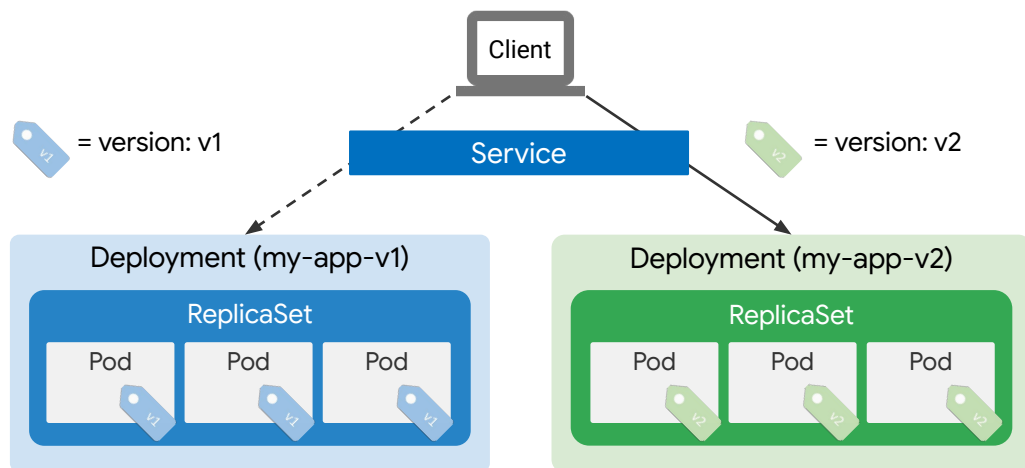 Client
= version: v1
Service
= version: v2
v1
v2
Deployment (my-app-v1)
ReplicaSet
Pod
Pod
Pod
v1
v1
v1
Deployment (my-app-v2)
ReplicaSet
Pod
Pod
Pod
v2
v2
v2